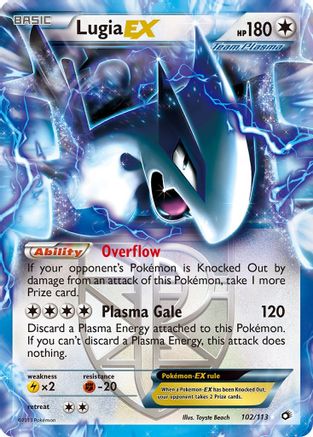 BASIC
Lugia EX
HP 180
Team Plasma
Ability Overflow
If your opponent's Pokémon is Knocked Out by
damage from an attack of this Pokémon, take 1 more
Prize card.
Plasma Gale 120
Discard a Plasma Energy attached to this Pokémon.
If you can't discard a Plasma Energy, this attack does
nothing.
weakness
×2
resistance
-20
retreat
Pokémon-EX rule
When a Pokémon-EX has been Knocked Out,
your opponent takes 2 Prize cards.
©2013 Pokémon
Illus. Toyste Beach
102/113